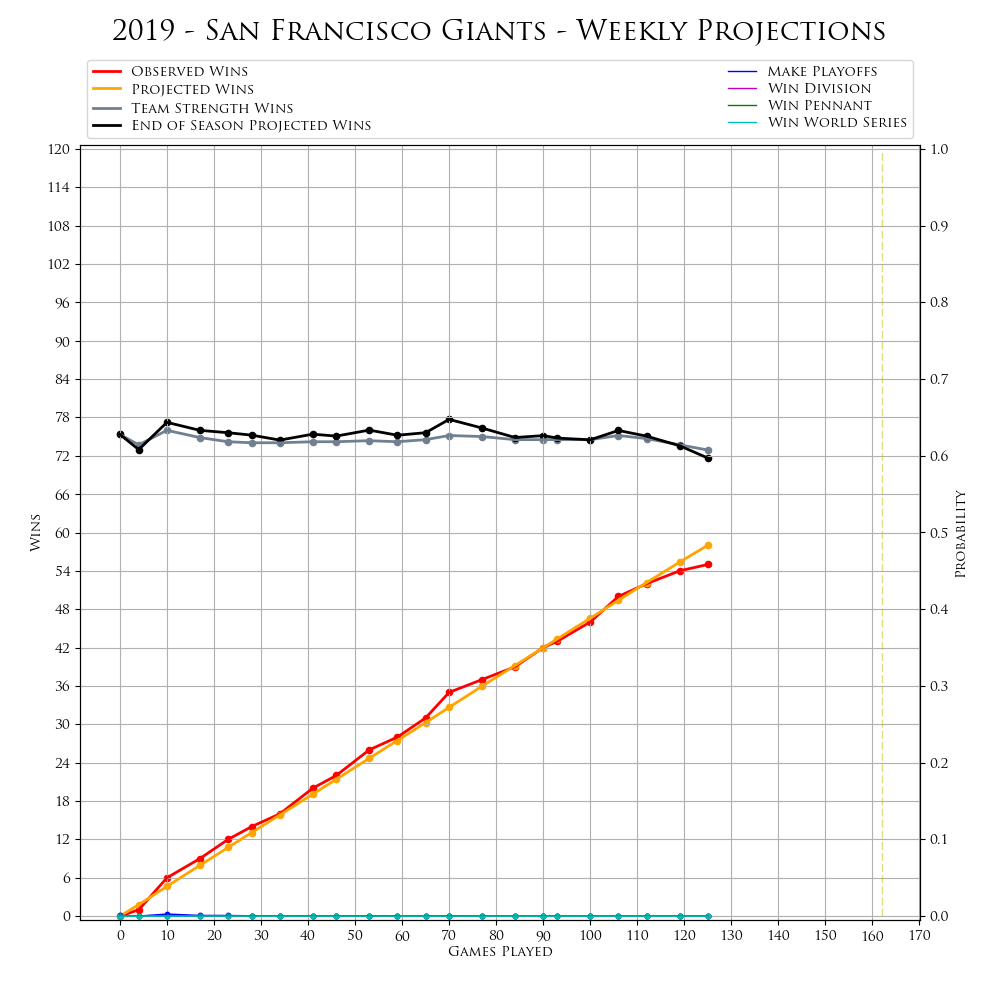 2019 - San Francisco Giants - Weekly Projections
Observed Wins
Projected Wins
Team Strength Wins
End of Season Projected Wins
Make Playoffs
Win Division
Win Pennant
Win World Series
120
114
108
102
96
90
84
78
72
66
60
54
48
42
36
30
24
18
12
6
0
Wins
1.0
0.9
0.8
0.7
0.6
0.5
0.4
0.3
0.2
0.1
0.0
Probability
0 10 20 30 40 50 60 70 80 90 100 110 120 130 140 150 160 170
Games Played